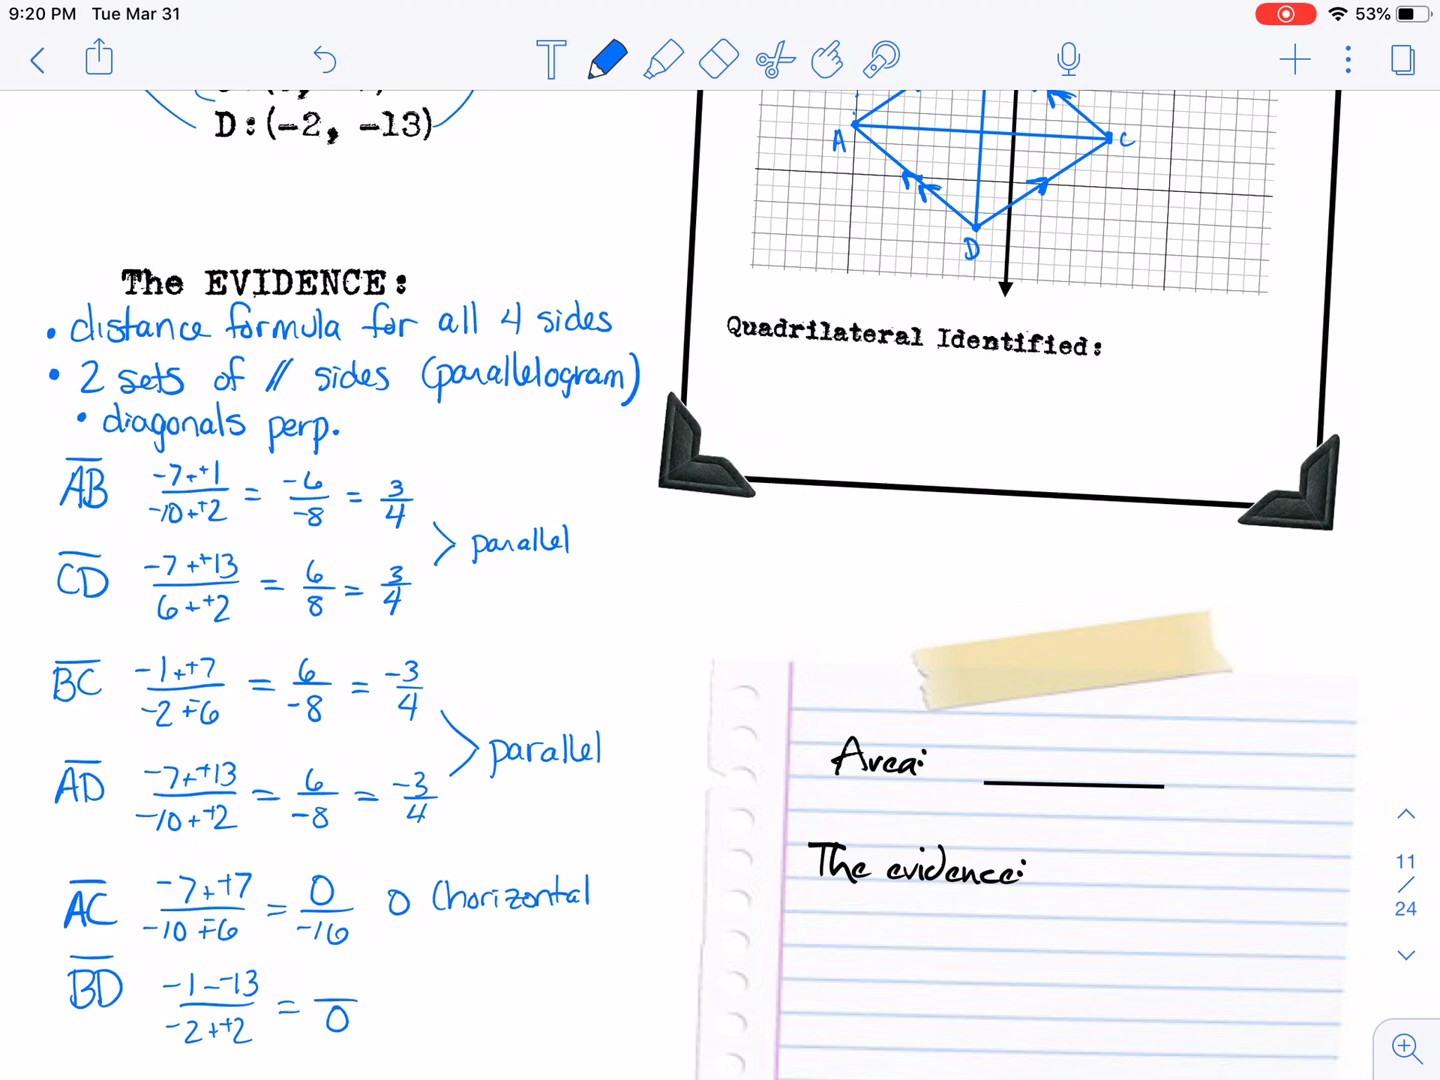 9:20 PM Tue Mar 31
53%
T
D:(-2, -13)
A
C
D
The EVIDENCE:
• distance formula for all 4 sides
• 2 sets of // sides (parallelogram)
• diagonals perp.
Quadrilateral Identified:
AB -7++1/-10++2 = -6/-8 = 3/4
> parallel
CD -7++13/6++2 = 6/8 = 3/4
BC -1++7/-2+-6 = 6/-8 = -3/4
> parallel
AD -7++13/-10++2 = 6/-8 = -3/4
AC -7++7/-10+-6 = 0/-16 0 (horizontal
BD -1--13/-2++2 = /0
Area:
The evidence:
11
/
24